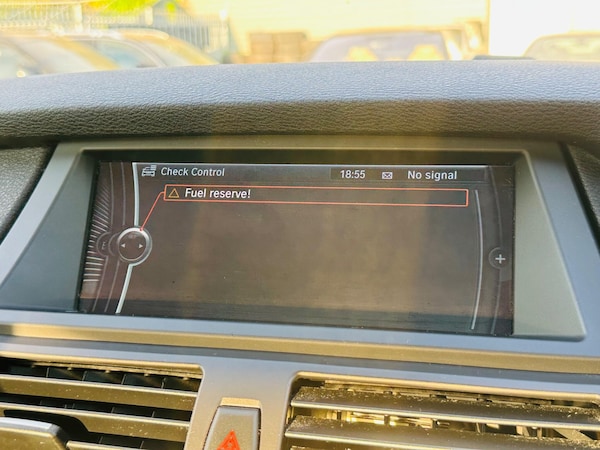 Check Control 18:55 No signal
Fuel reserve!